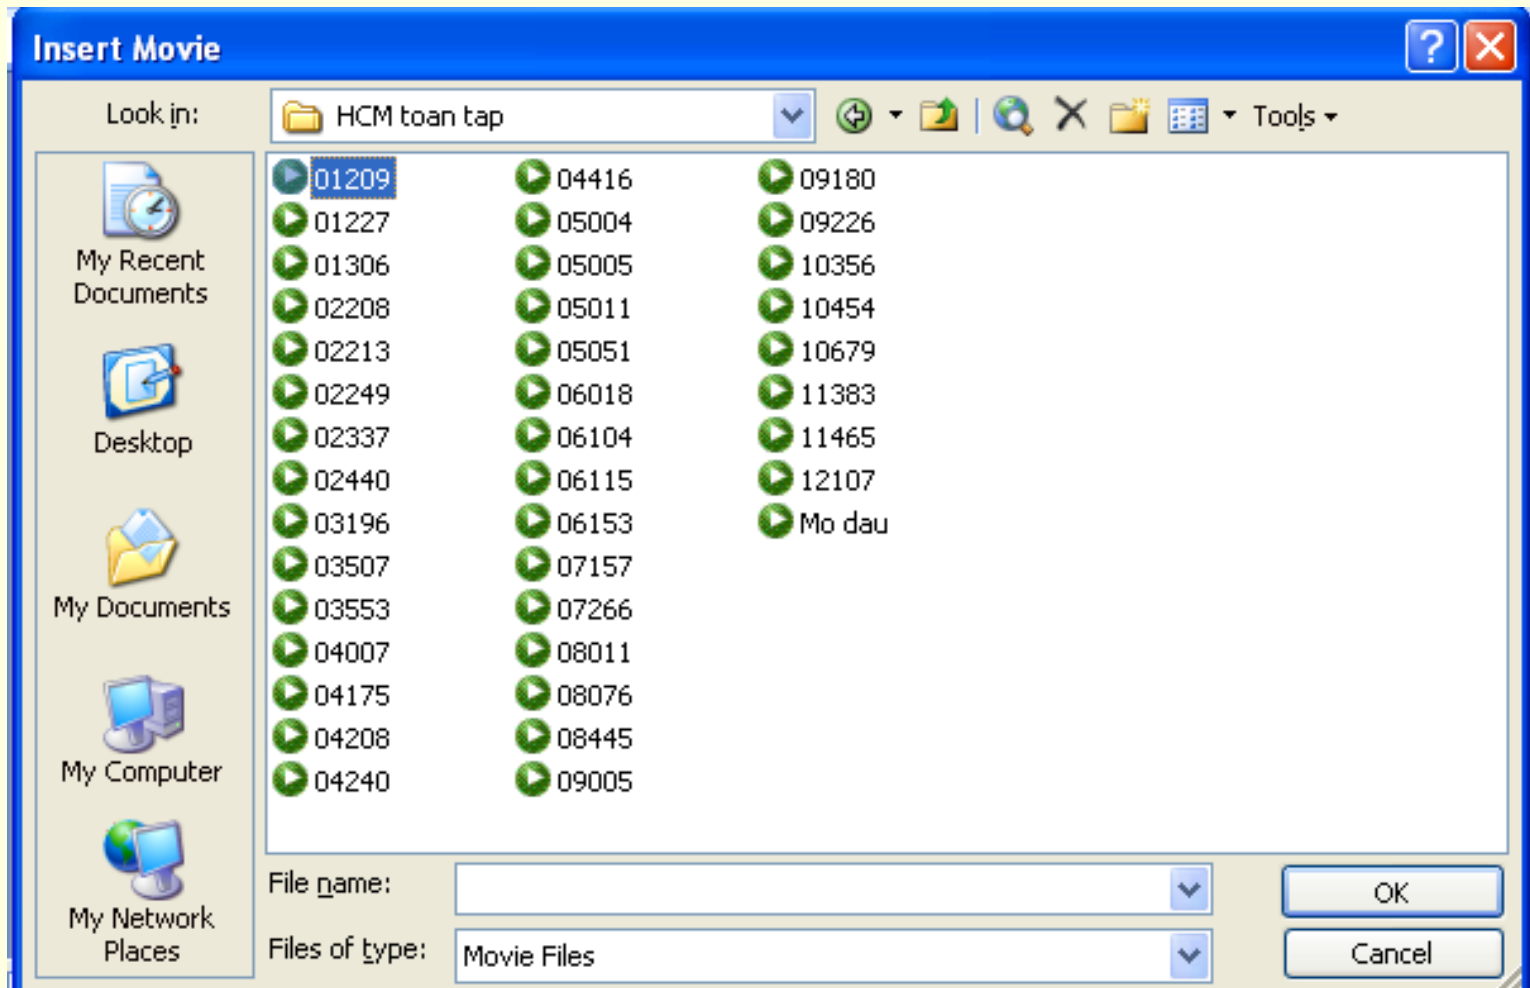 Insert Movie
Look in:
HCM toan tap
Tools
My Recent
Documents
Desktop
My Documents
My Computer
My Network
Places
01209
01227
01306
02208
02213
02249
02337
02440
03196
03507
03553
04007
04175
04208
04240
04416
05004
05005
05011
05051
06018
06104
06115
06153
07157
07266
08011
08076
08445
09005
09180
09226
10356
10454
10679
11383
11465
12107
Mo dau
File name:
OK
Files of type:
Movie Files
Cancel